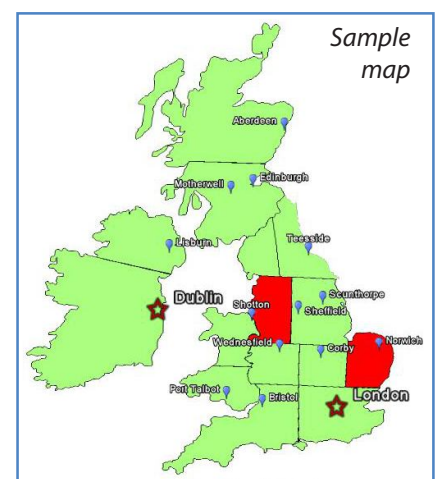 Sample
map
Aberdeen
Motherwell
Edinburgh
Lisburn
Teesside
Dublin
Scunthorpe
Shotton
Sheffield
Wednesfield
Corby
Norwich
Port Talbot
Bristol
London